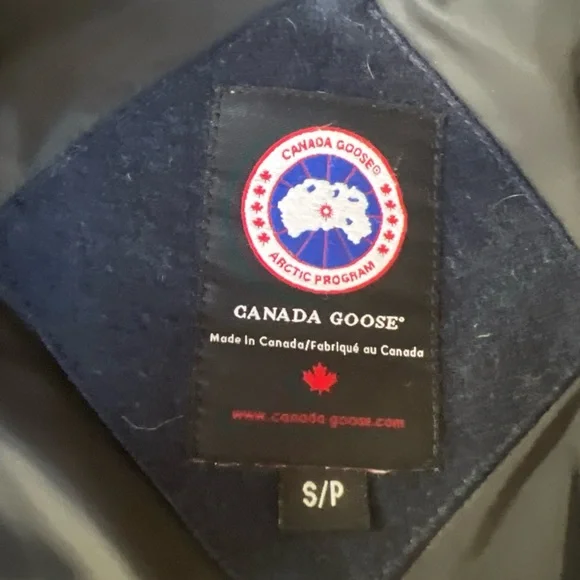 CANADA GOOSE®
ARCTIC PROGRAM
CANADA GOOSE®
Made in Canada/Fabriqué au Canada
www.canada goose.com
S/P